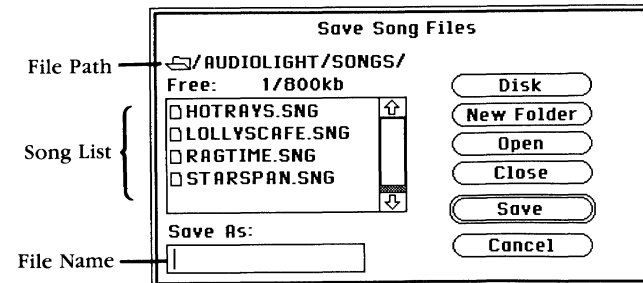 Save Song Files
File Path
/AUDIOLIGHT/SONGS/
Free: 1/800kb
Song List
HOTRAYS.SNG
LOLLYSCAFE.SNG
RAGTIME.SNG
STARSPAN.SNG
Disk
New Folder
Open
Close
Save
Cancel
Save As:
File Name